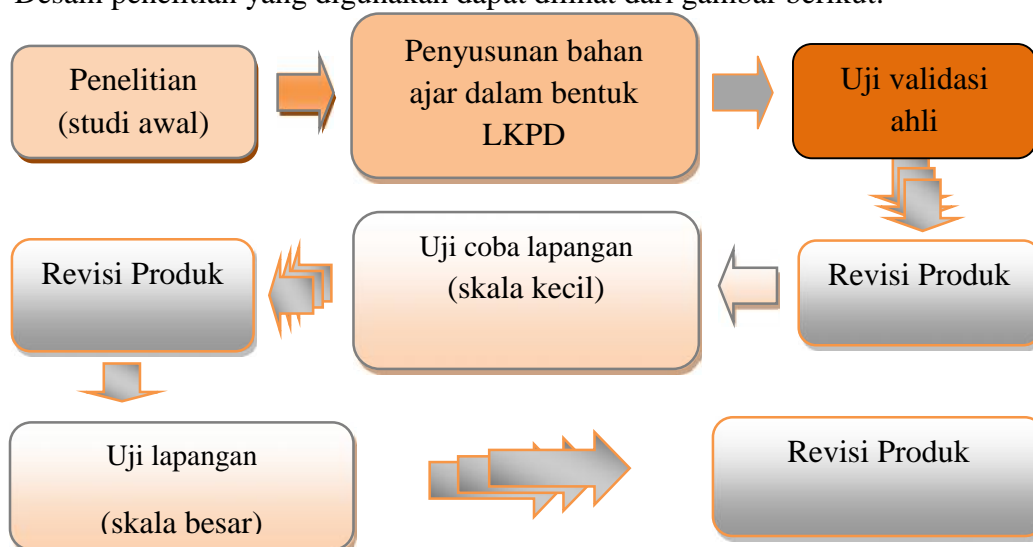 Desain penelitian yang digunakan dapat dilihat dari gambar berikut:
Penelitian
(studi awal)
Penyusunan bahan
ajar dalam bentuk
LKPD
Uji validasi
ahli
Revisi Produk
Uji coba lapangan
(skala kecil)
Revisi Produk
Uji lapangan
(skala besar)
Revisi Produk